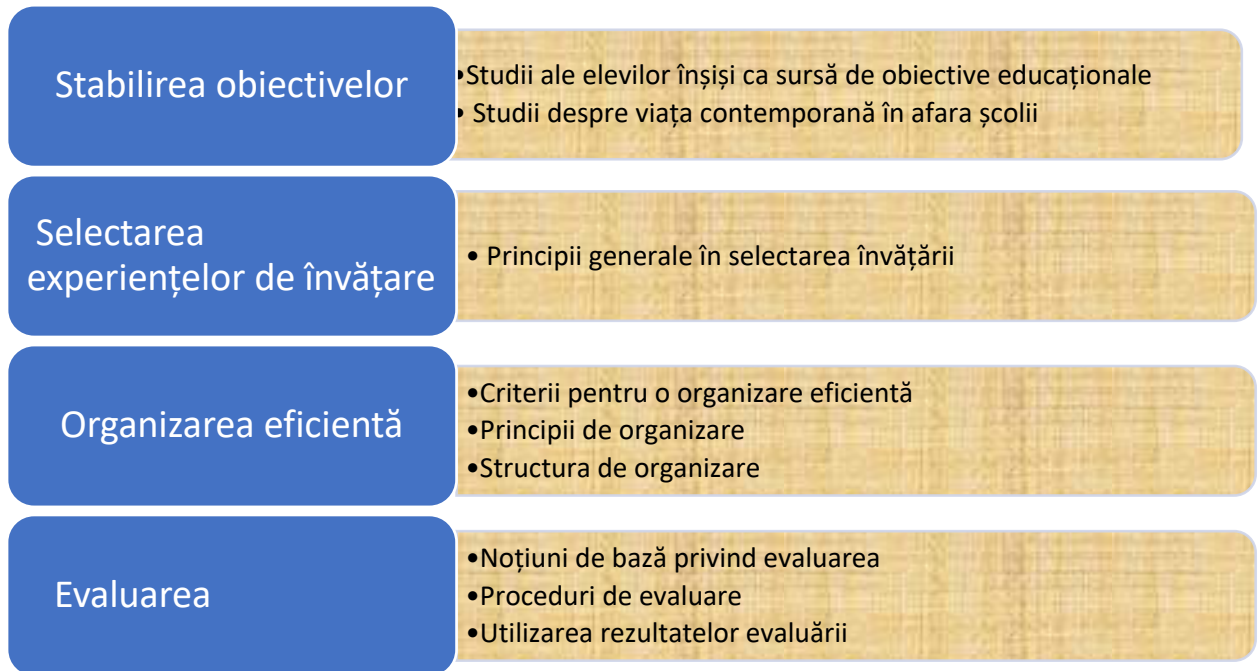 Stabilirea obiectivelor
•Studii ale elevilor înșiși ca sursă de obiective educaționale
• Studii despre viața contemporană în afara școlii
Selectarea
experiențelor de învățare
• Principii generale în selectarea învățării
Organizarea eficientă
•Criterii pentru o organizare eficientă
•Principii de organizare
•Structura de organizare
Evaluarea
•Noțiuni de bază privind evaluarea
•Proceduri de evaluare
•Utilizarea rezultatelor evaluării